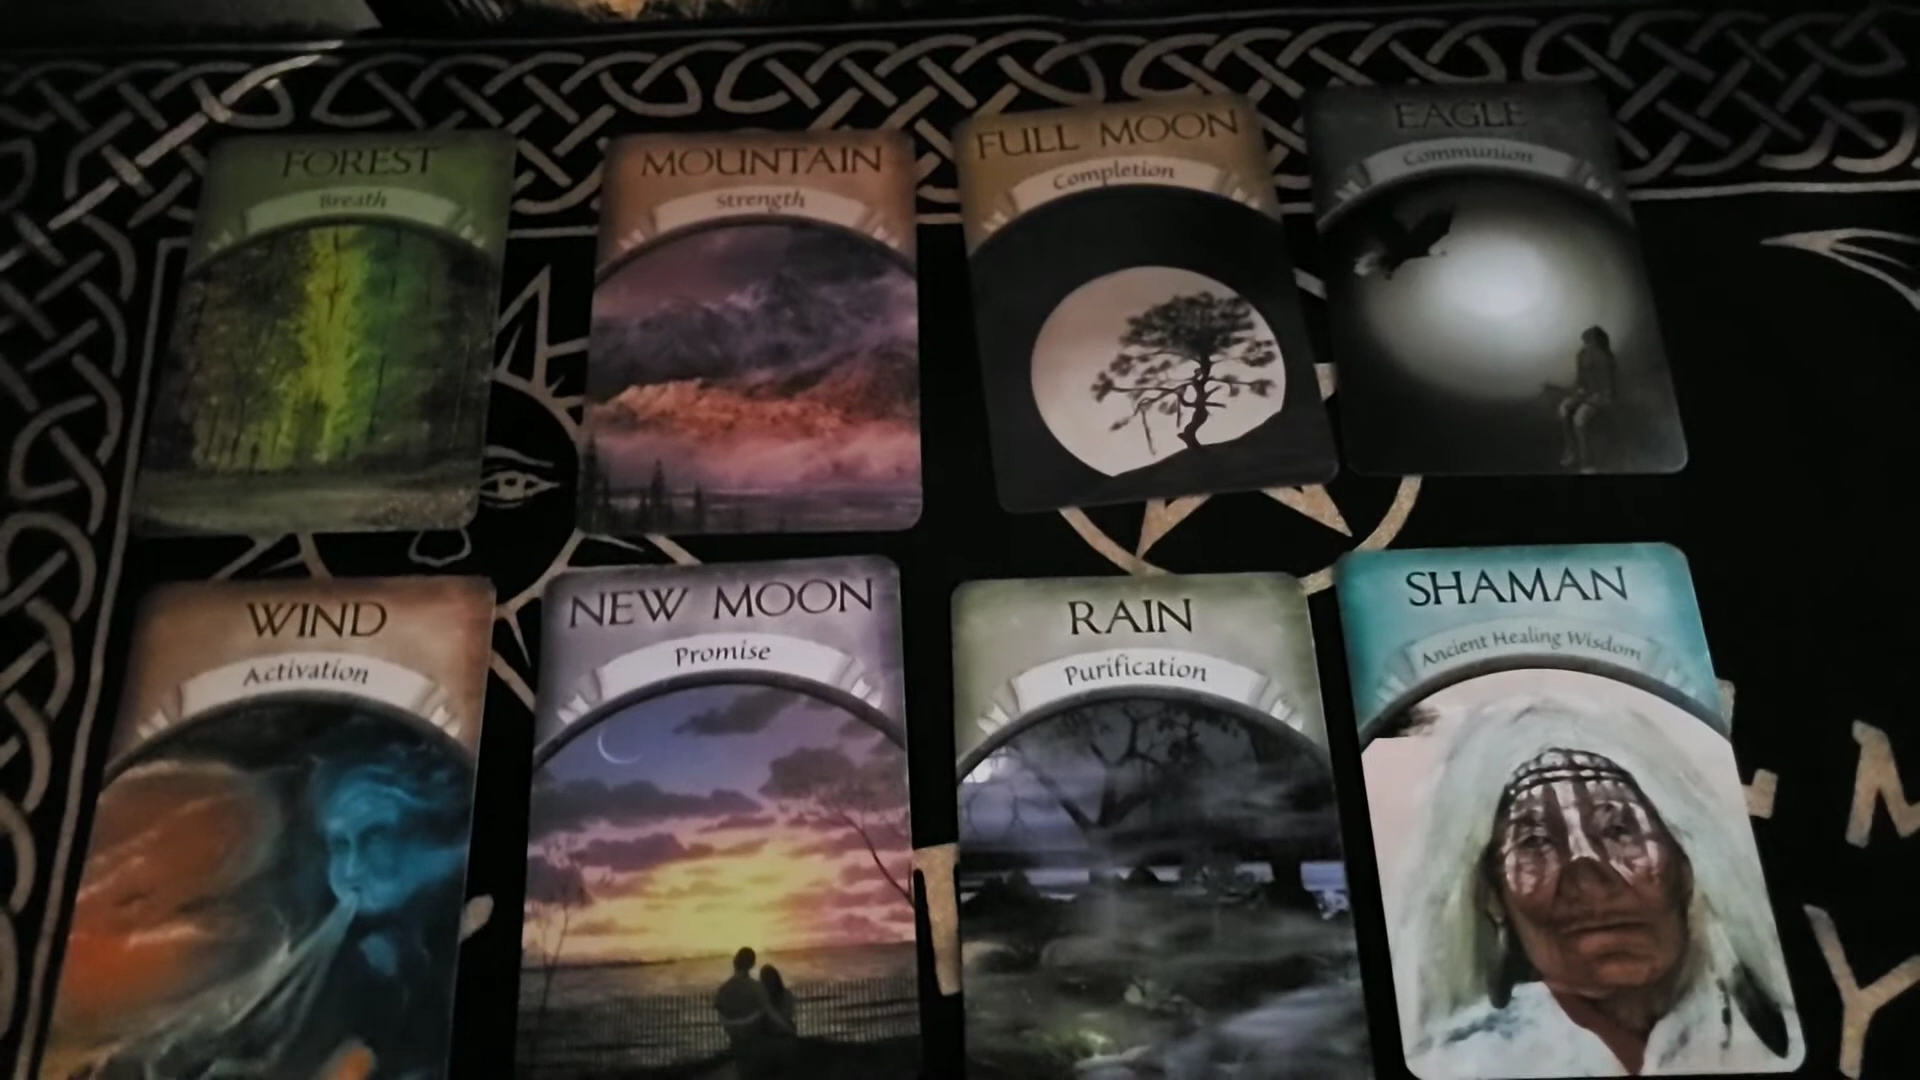 FOREST
Breath
MOUNTAIN
Strength
FULL MOON
Completion
EAGLE
Communion
WIND
Activation
NEW MOON
Promise
RAIN
Purification
SHAMAN
Ancient Healing Wisdom